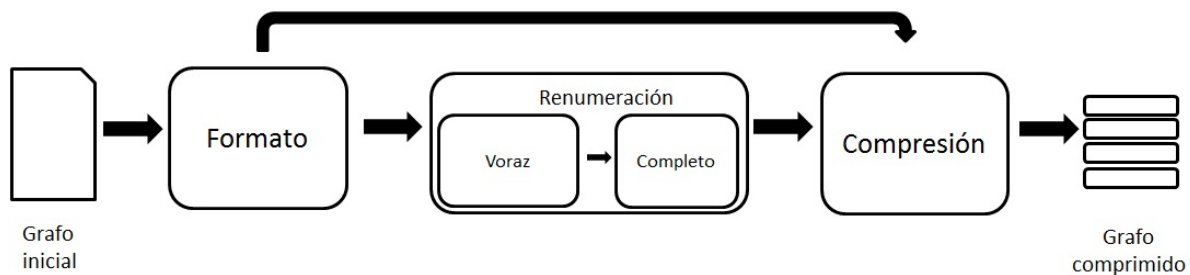 Formato
Renumeración
Voraz
Completo
Compresión
Grafo
inicial
Grafo
comprimido